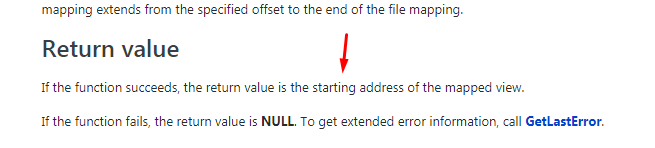 mapping extends from the specified offset to the end of the file mapping.
Return value
If the function succeeds, the return value is the starting address of the mapped view.
If the function fails, the return value is NULL. To get extended error information, call GetLastError.